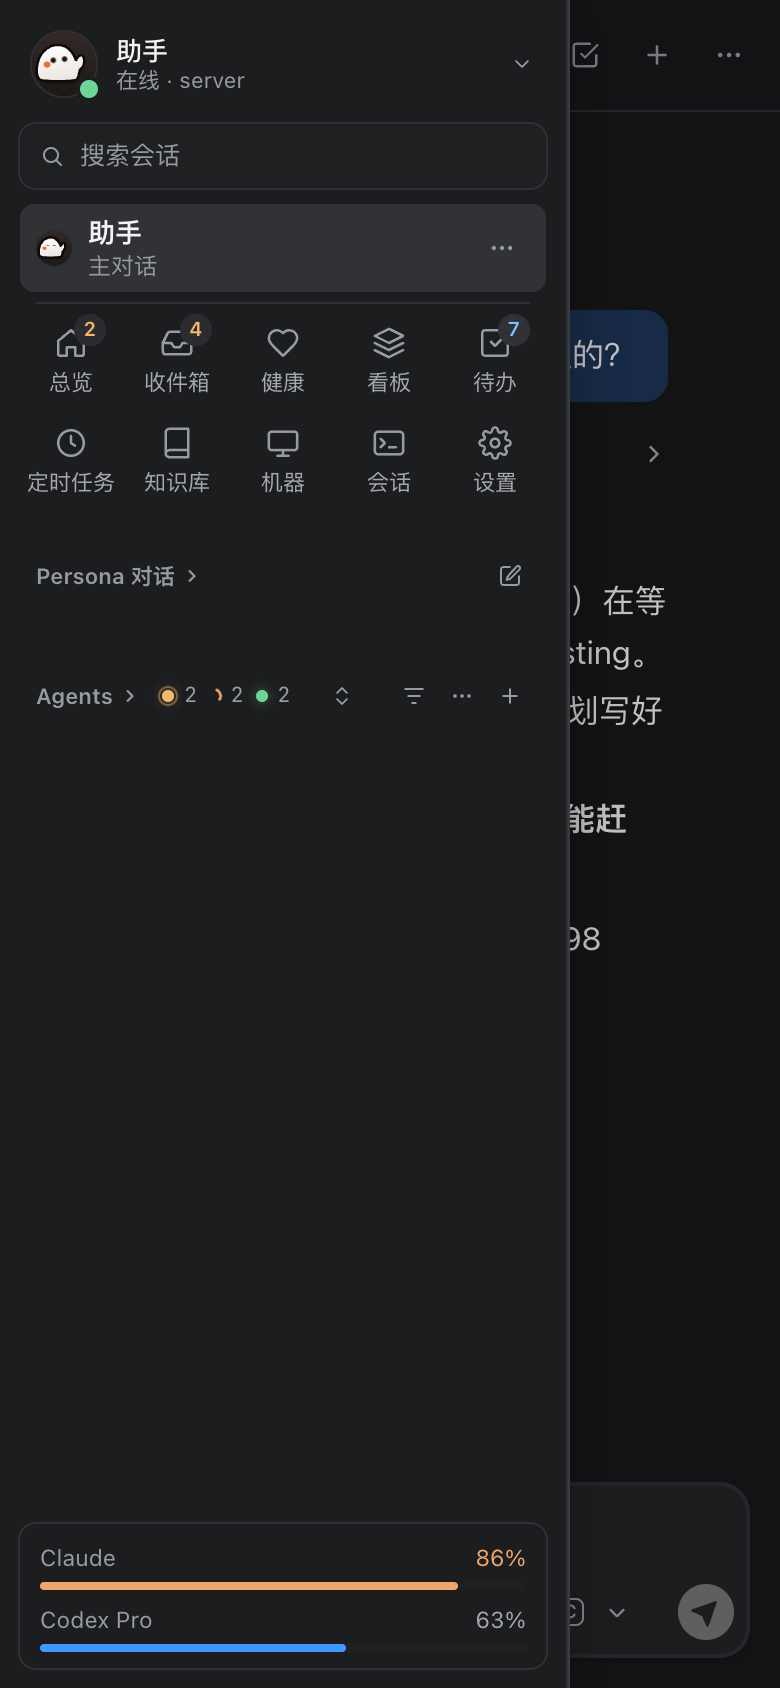 助手
在线 · server
搜索会话
助手
主对话
2
4
7
总览
收件箱
健康
看板
待办
定时任务
知识库
机器
会话
设置
的?
Persona 对话
) 在等
sting。
Agents
2
2
2
划写好
能赶
98
Claude
86%
Codex Pro
63%